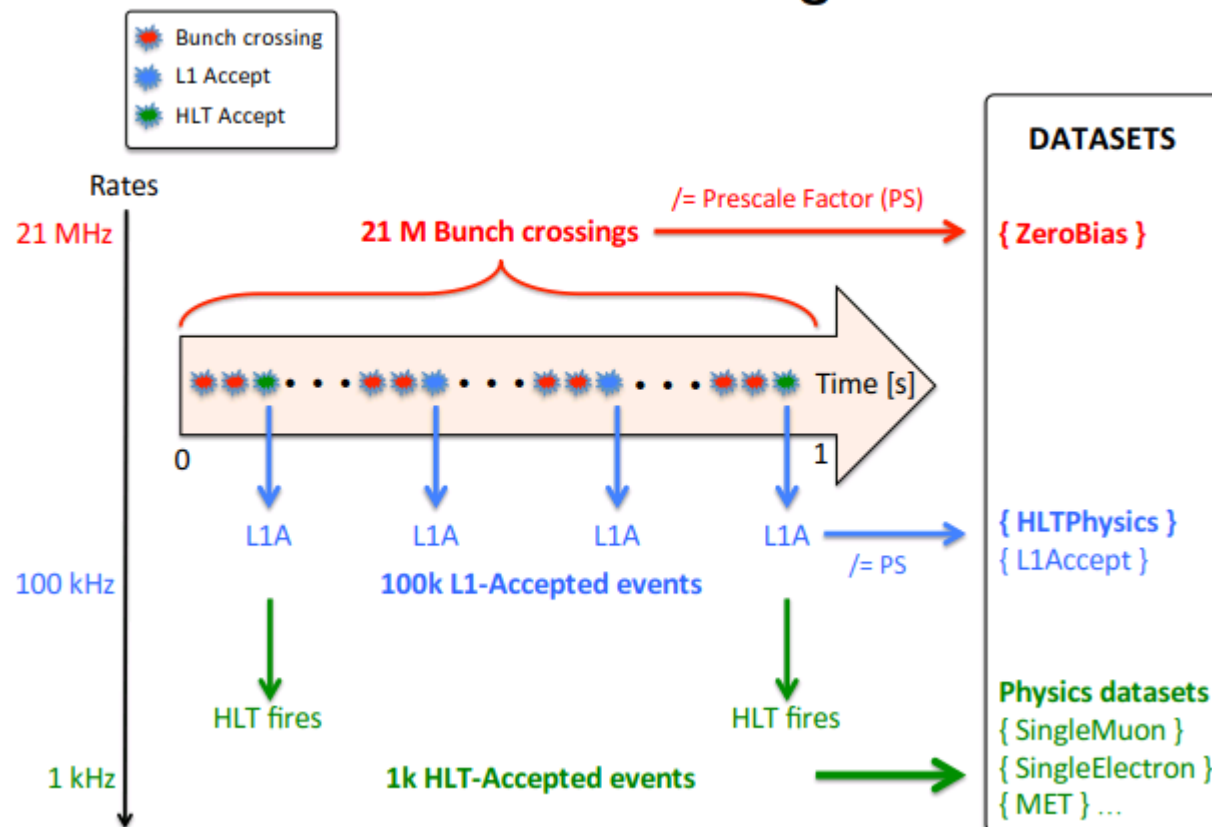 Bunch crossing
L1 Accept
HLT Accept
DATASETS
Rates
/= Prescale Factor (PS)
21 MHz
21 M Bunch crossings
{ ZeroBias }
Time [s]
0
1
L1A
L1A
L1A
L1A
{ HLTPhysics }
/= PS
{ L1Accept }
100 kHz
100k L1-Accepted events
Physics datasets
HLT fires
HLT fires
{ SingleMuon }
{ SingleElectron }
1 kHz
1k HLT-Accepted events
{ MET } ...